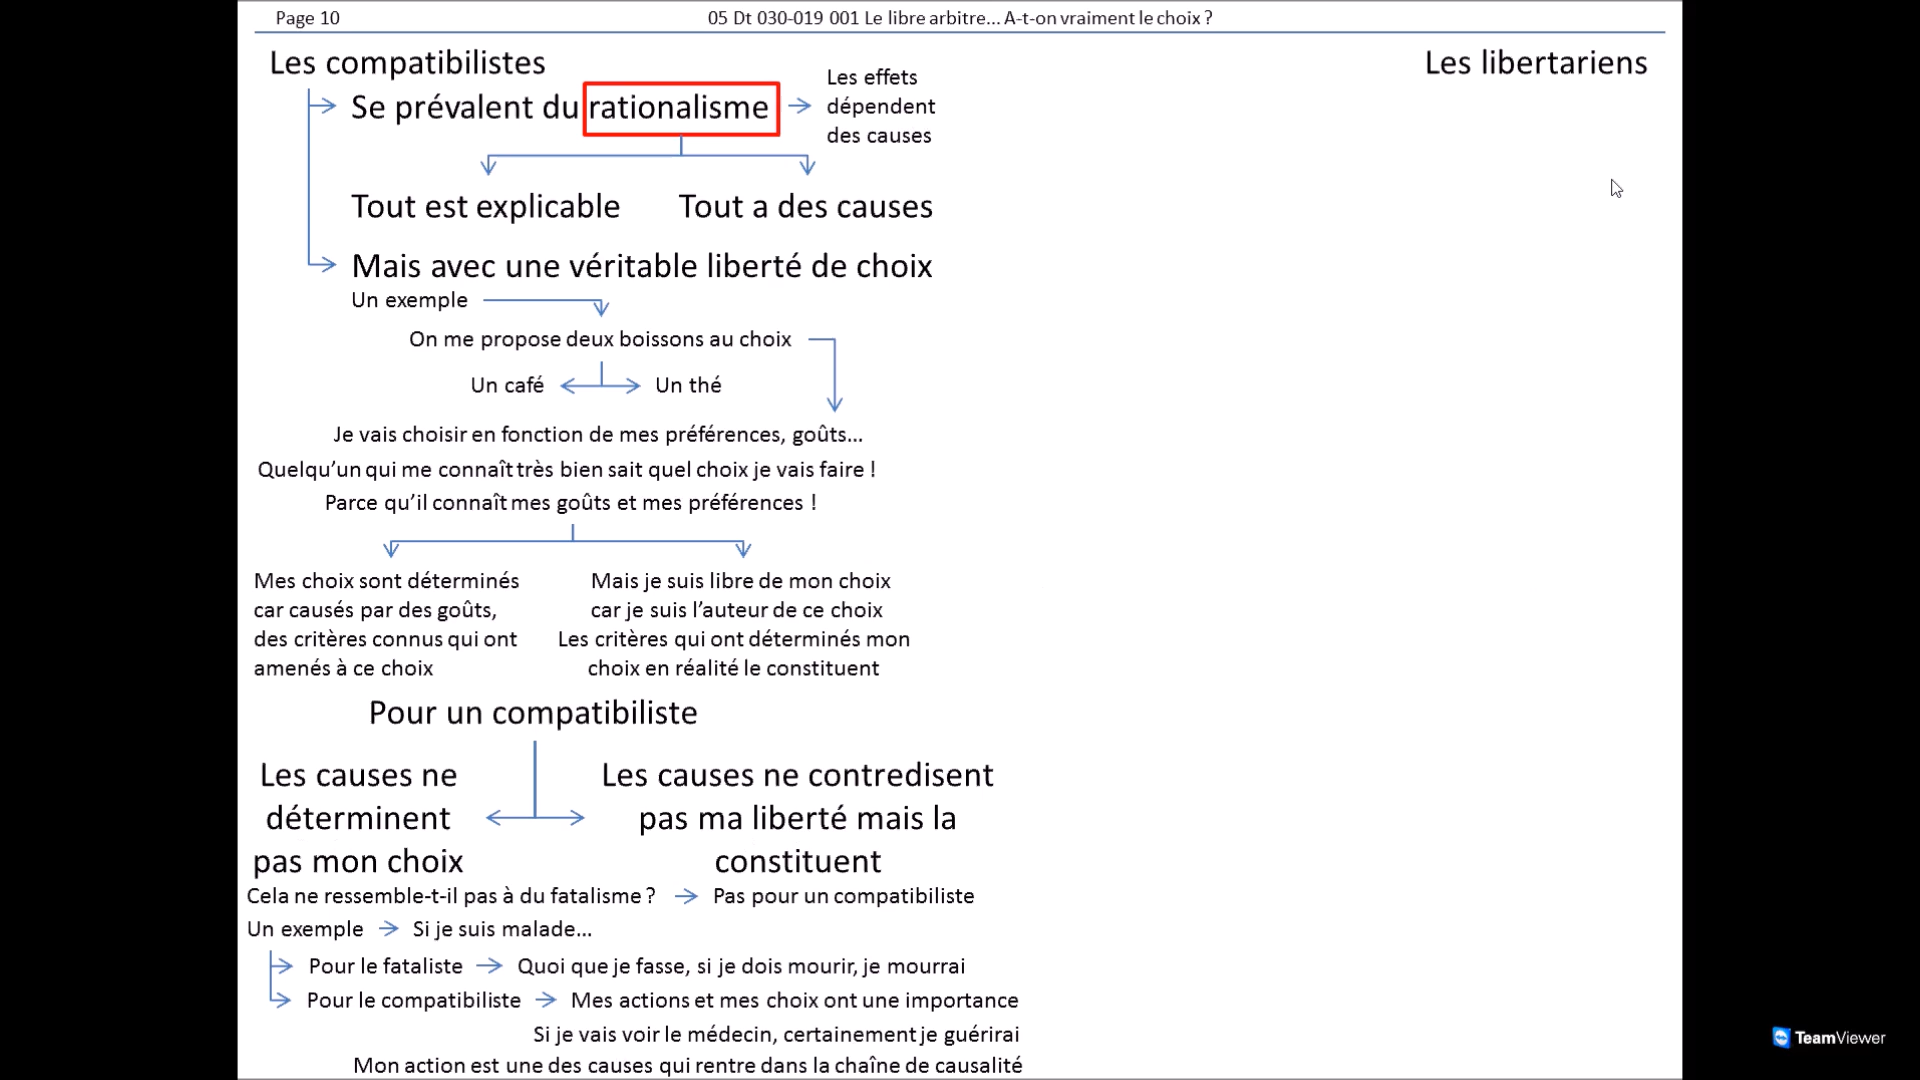 Page 10
05 Dt 030-019 001 Le libre arbitre... A-t-on vraiment le choix ?
Les compatibilistes
Les libertariens
Se prévalent du rationalisme
Les effets
dépendent
des causes
Tout est explicable
Tout a des causes
Mais avec une véritable liberté de choix
Un exemple
On me propose deux boissons au choix
Un café
Un thé
Je vais choisir en fonction de mes préférences, goûts...
Quelqu'un qui me connaît très bien sait quel choix je vais faire !
Parce qu'il connaît mes goûts et mes préférences !
Mes choix sont déterminés
car causés par des goûts,
des critères connus qui ont
amenés à ce choix
Mais je suis libre de mon choix
car je suis l'auteur de ce choix
Les critères qui ont déterminés mon
choix en réalité le constituent
Pour un compatibiliste
Les causes ne
déterminent
pas mon choix
Les causes ne contredisent
pas ma liberté mais la
constituent
Cela ne ressemble-t-il pas à du fatalisme ?
Pas pour un compatibiliste
Un exemple
Si je suis malade...
Pour le fataliste
Quoi que je fasse, si je dois mourir, je mourrai
Pour le compatibiliste
Mes actions et mes choix ont une importance
Si je vais voir le médecin, certainement je guérirai
Mon action est une des causes qui rentre dans la chaîne de causalité
TeamViewer